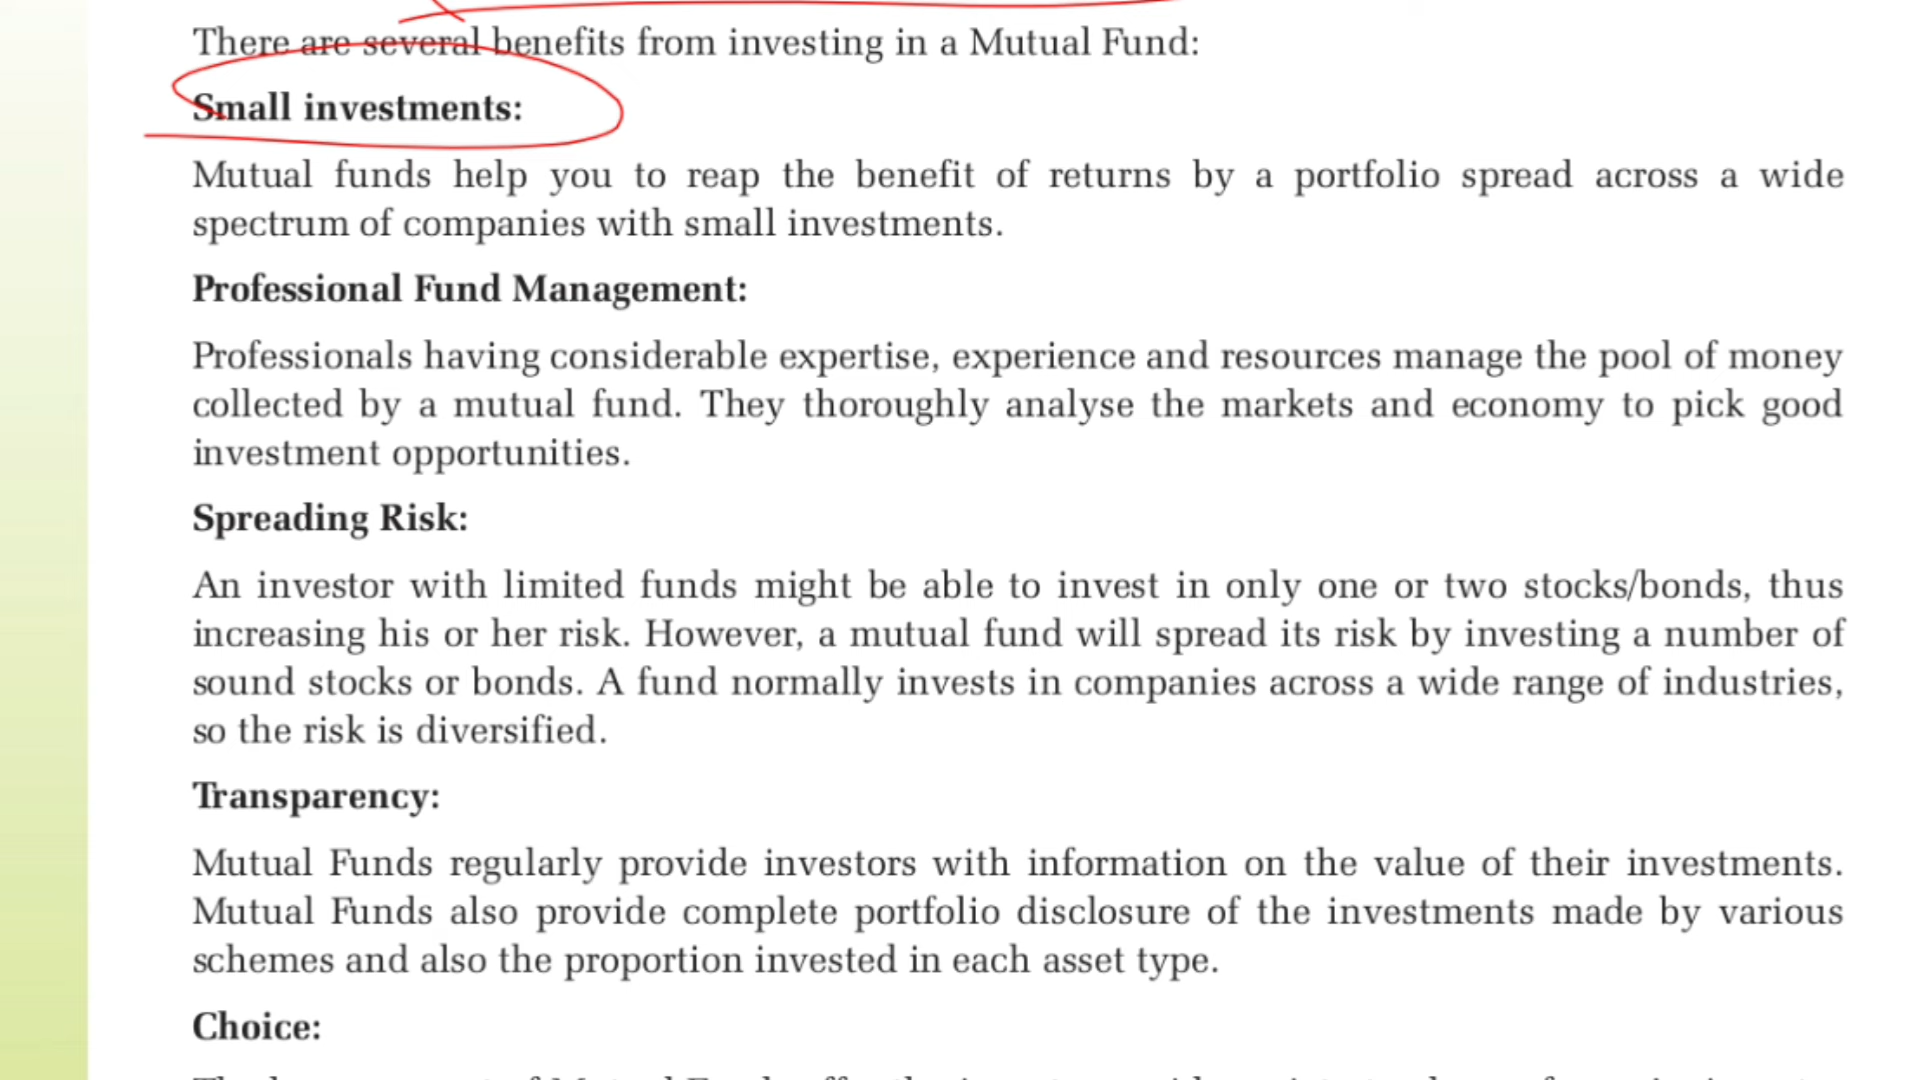 There are several benefits from investing in a Mutual Fund:
Small investments:
Mutual funds help you to reap the benefit of returns by a portfolio spread across a wide
spectrum of companies with small investments.
Professional Fund Management:
Professionals having considerable expertise, experience and resources manage the pool of money
collected by a mutual fund. They thoroughly analyse the markets and economy to pick good
investment opportunities.
Spreading Risk:
An investor with limited funds might be able to invest in only one or two stocks/bonds, thus
increasing his or her risk. However, a mutual fund will spread its risk by investing a number of
sound stocks or bonds. A fund normally invests in companies across a wide range of industries,
so the risk is diversified.
Transparency:
Mutual Funds regularly provide investors with information on the value of their investments.
Mutual Funds also provide complete portfolio disclosure of the investments made by various
schemes and also the proportion invested in each asset type.
Choice: